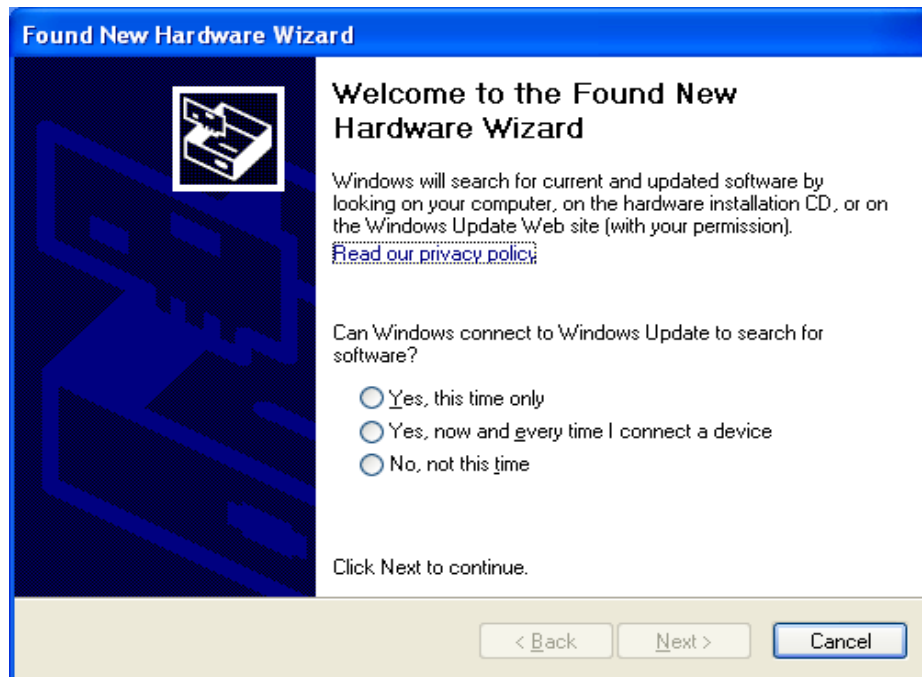 Found New Hardware Wizard
Welcome to the Found New
Hardware Wizard
Windows will search for current and updated software by
looking on your computer, on the hardware installation CD, or on
the Windows Update Web site (with your permission).
Read our privacy policy
Can Windows connect to Windows Update to search for
software?
Yes, this time only
Yes, now and every time I connect a device
No, not this time
Click Next to continue.
< Back Next > Cancel